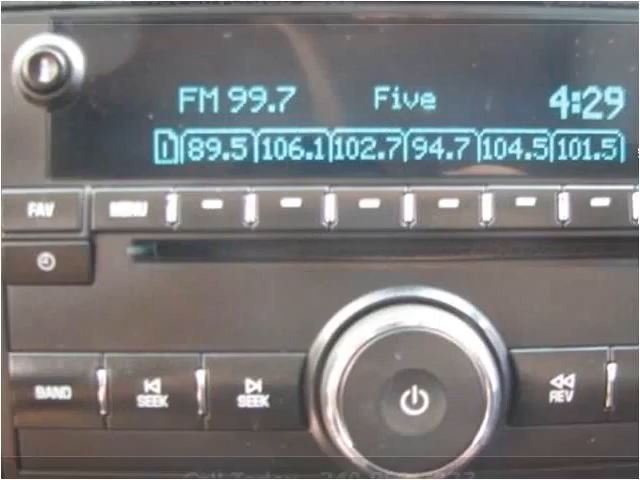 FM 99.7 Five 4:29
1 89.5 106.1 102.7 94.7 104.5 101.5
FAV MENU
BAND SEEK SEEK REV